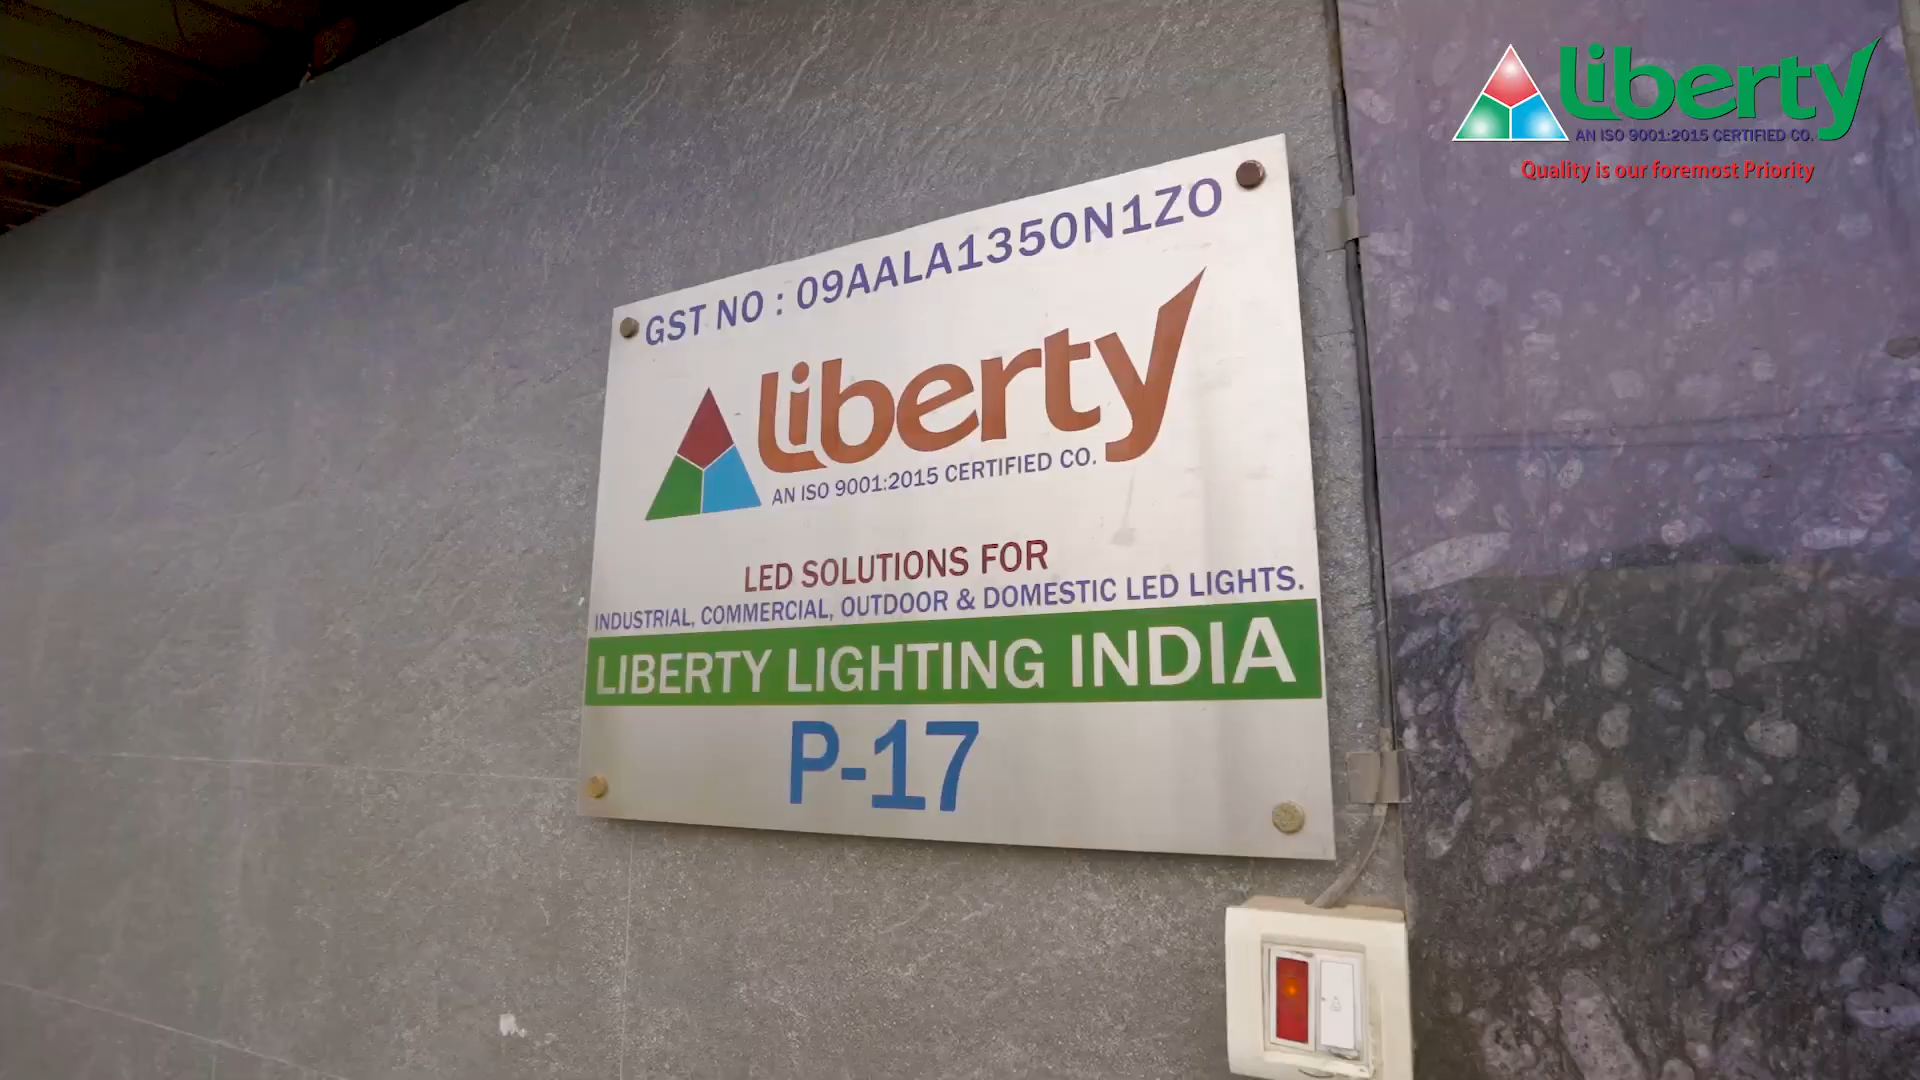 Liberty
AN ISO 9001:2015 CERTIFIED CO.
Quality is our foremost Priority
GST NO : 09AALA1350N1ZO
Liberty
AN ISO 9001:2015 CERTIFIED CO.
LED SOLUTIONS FOR
INDUSTRIAL, COMMERCIAL, OUTDOOR & DOMESTIC LED LIGHTS.
LIBERTY LIGHTING INDIA
P-17